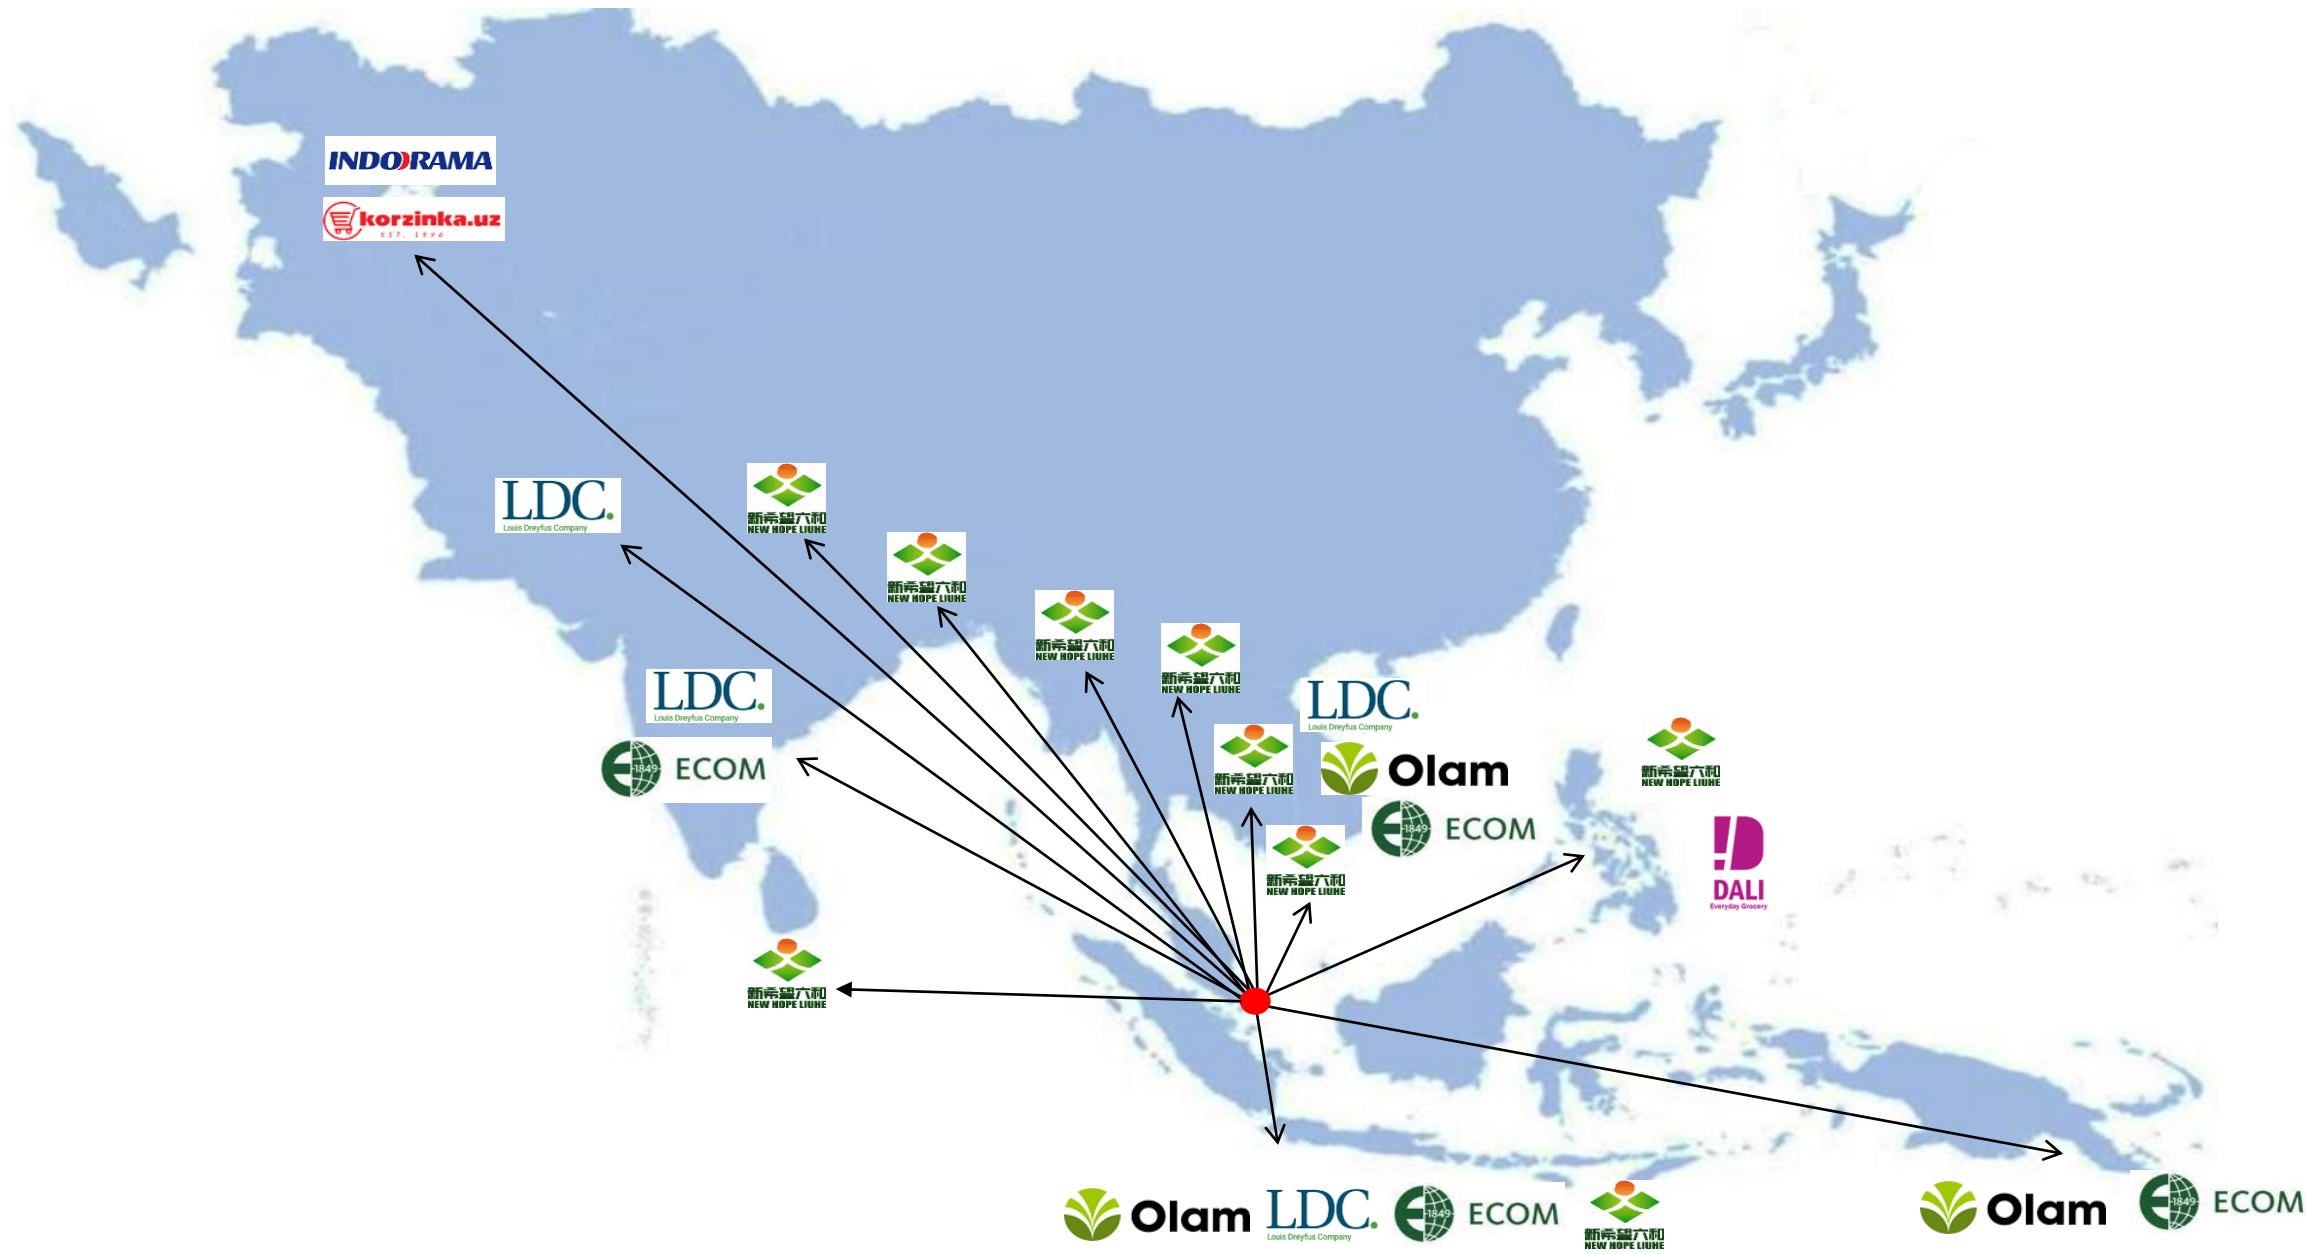 INDORAMA
korzinka.uz
EST. 1996
LDC.
Louis Dreyfus Company
新希望六和
NEW HOPE LIUHE
新希望六和
NEW HOPE LIUHE
新希望六和
NEW HOPE LIUHE
新希望六和
NEW HOPE LIUHE
LDC.
Louis Dreyfus Company
1849
ECOM
LDC.
Louis Dreyfus Company
新希望六和
NEW HOPE LIUHE
Olam
1849
ECOM
新希望六和
NEW HOPE LIUHE
新希望六和
NEW HOPE LIUHE
DALI
Everyday Grocery
新希望六和
NEW HOPE LIUHE
Olam
LDC.
Louis Dreyfus Company
1849
ECOM
新希望六和
NEW HOPE LIUHE
Olam
1849
ECOM